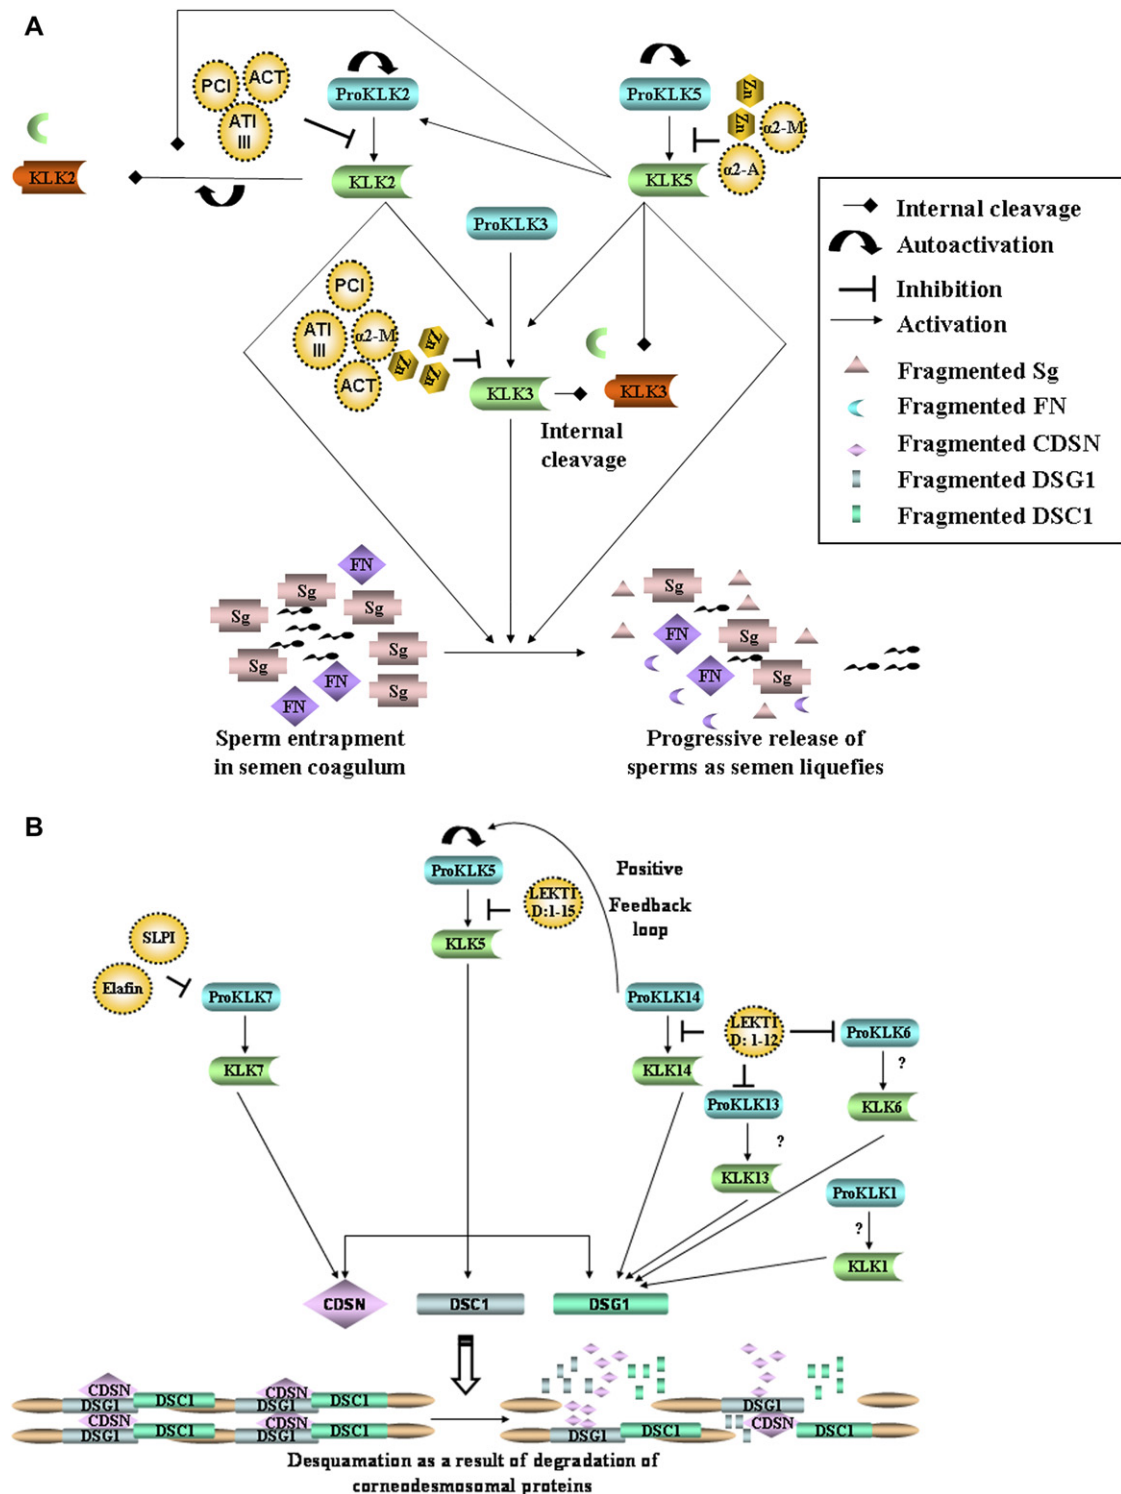 A
PCI
ACT
ATI
III
ProKLK2
ProKLK5
Zn
Zn
α2-M
α2-A
KLK2
KLK2
KLK5
ProKLK3
Internal cleavage
Autoactivation
Inhibition
Activation
Fragmented Sg
Fragmented FN
Fragmented CDSN
Fragmented DSG1
Fragmented DSC1
PCI
ATI
III
α2-M
ACT
Zn
Zn
Zn
KLK3
KLK3
Internal
cleavage
FN
Sg
Sg
Sg
Sg
Sg
Sg
FN
FN
Sg
FN
Sg
FN
Sg
Sperm entrapment
in semen coagulum
Progressive release of
sperms as semen liquefies
B
ProKLK5
Positive
Feedback
loop
LEKTI
D:1-15
KLK5
SLPI
Elafin
ProKLK7
KLK7
ProKLK14
LEKTI
D: 1-12
ProKLK6
?
KLK14
ProKLK13
KLK6
?
KLK13
ProKLK1
?
KLK1
CDSN
DSC1
DSG1
CDSN
DSG1
DSC1
CDSN
DSG1
DSC1
CDSN
DSG1
DSC1
CDSN
DSG1
DSC1
DSG1
DSG1
DSC1
CDSN
DSC1
Desquamation as a result of degradation of
corneodesmosomal proteins